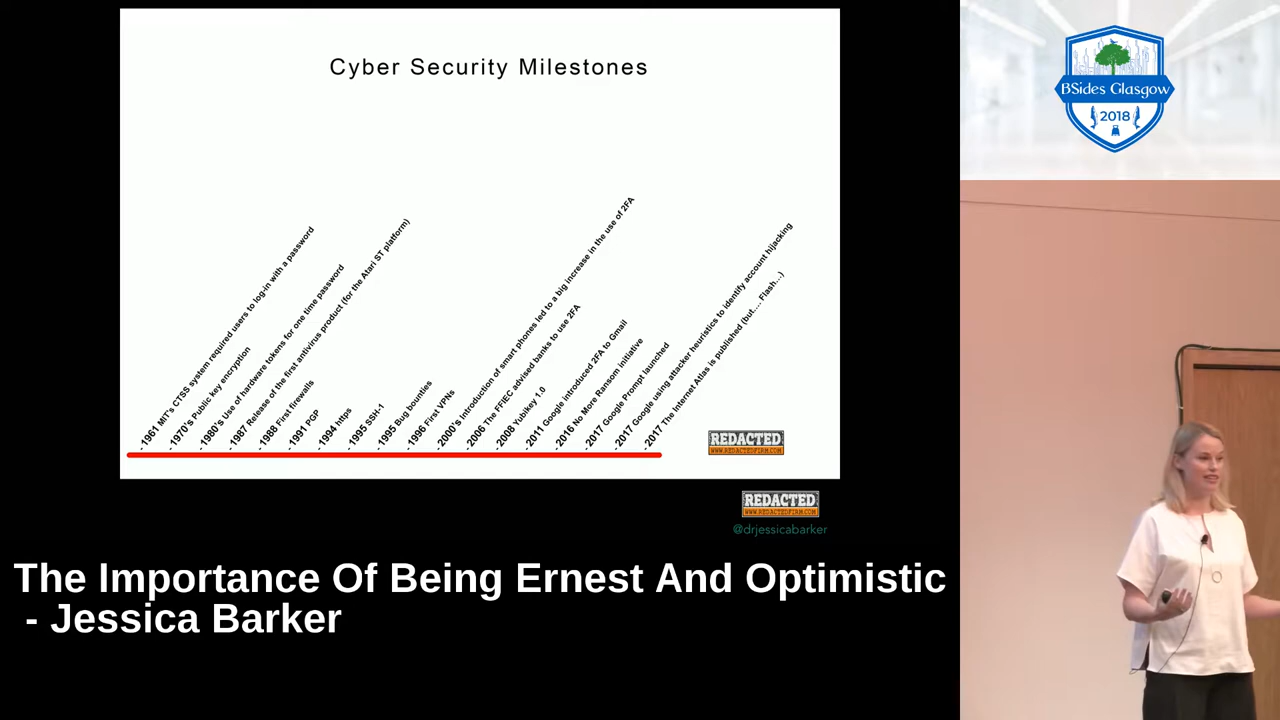 Cyber Security Milestones
- 1961 MIT's CTSS system required users to log-in with a password
- 1970's Public key encryption
- 1980's Use of hardware tokens for one time password
- 1987 Release of the first antivirus product (for the Atari ST platform)
- 1988 First firewalls
- 1991 PGP
- 1994 https
- 1995 SSH-1
- 1995 Bug bounties
- 1996 First VPNs
- 2000's Introduction of smart phones led to a big increase in the use of 2FA
- 2006 The FFIEC advised banks to use 2FA
- 2008 Yubikey 1.0
- 2011 Google introduced 2FA to Gmail
- 2016 No More Ransom initiative
- 2017 Google Prompt launched
- 2017 Google using attacker heuristics to identify account hijacking
- 2017 The Internet Atlas is published (but.... Flash...)
REDACTED
WWW.REDACTEDFIRM.COM
REDACTED
WWW.REDACTEDFIRM.COM
@drjessicabarker
The Importance Of Being Ernest And Optimistic
- Jessica Barker
BSides Glasgow
2018